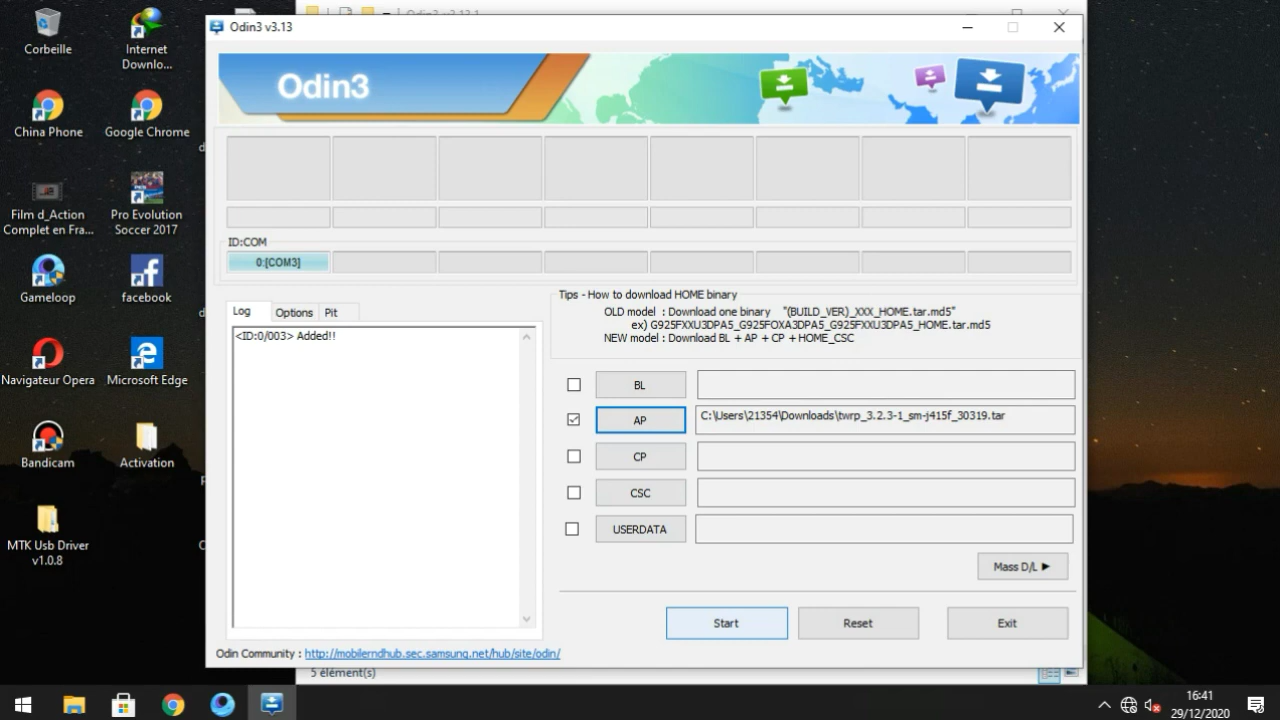 Corbeille
Internet
Downlo...
China Phone
Google Chrome
Film d_Action
Complet en Fra...
Pro Evolution
Soccer 2017
Gameloop
facebook
Navigateur Opera
Microsoft Edge
Bandicam
Activation
MTK Usb Driver
v1.0.8
Odin3 v3.13
Odin3
ID:COM
0:[COM3]
Log
Options
Pit
<ID:0/003> Added!!
Tips - How to download HOME binary
OLD model : Download one binary "(BUILD_VER)_XXX_HOME.tar.md5"
ex) G925FXXU3DPA5_G925FOXA3DPA5_G925FXXU3DPA5_HOME.tar.md5
NEW model : Download BL + AP + CP + HOME_CSC
BL
AP
C:\Users\21354\Downloads\twrp_3.2.3-1_sm-j415f_30319.tar
CP
CSC
USERDATA
Mass D/L ▶
Start
Reset
Exit
Odin Community : http://mobilerndhub.sec.samsung.net/hub/site/odin/
5 élément(s)
16:41
29/12/2020